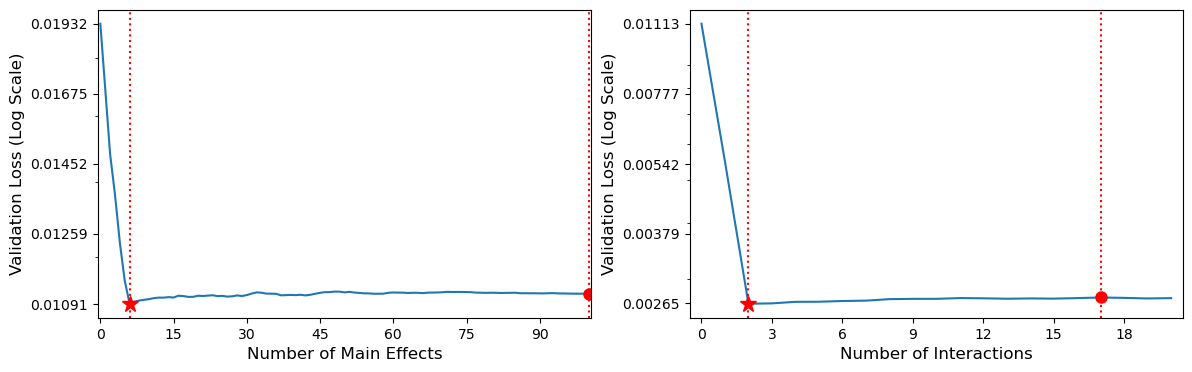 0.01932
0.01675
0.01452
0.01259
0.01091
Validation Loss (Log Scale)
0 15 30 45 60 75 90
Number of Main Effects
0.01113
0.00777
0.00542
0.00379
0.00265
Validation Loss (Log Scale)
0 3 6 9 12 15 18
Number of Interactions